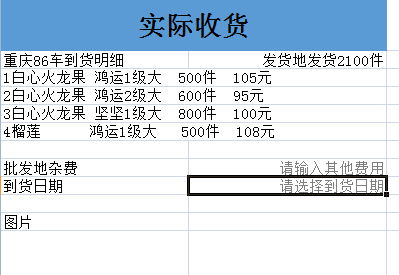 实际收货
重庆86车到货明细 发货地发货2100件
1白心火龙果 鸿运1级大 500件 105元
2白心火龙果 鸿运2级大 600件 95元
3白心火龙果 坚坚1级大 800件 100元
4榴莲 鸿运1级大 500件 108元
批发地杂费 请输入其他费用
到货日期 请选择到货日期
图片